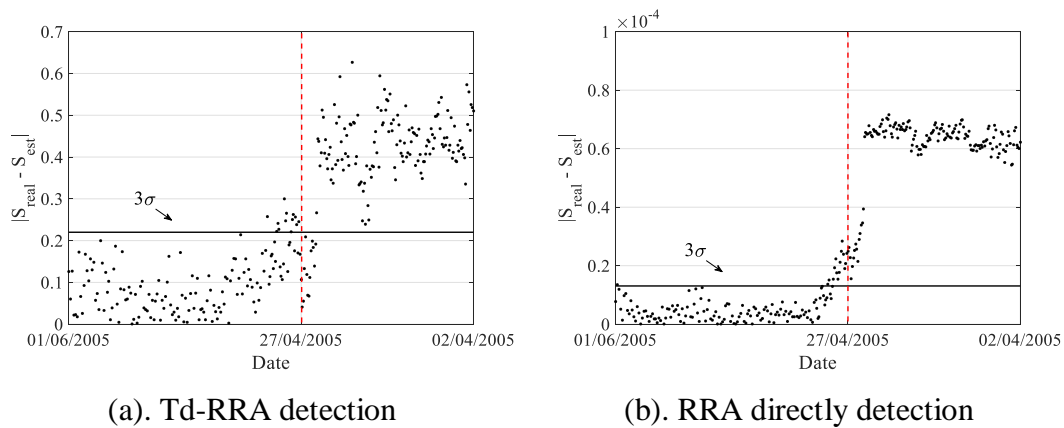 0.7
0.6
0.5
0.4
0.3
0.2
0.1
0
|S_real - S_est|
3σ
01/06/2005
27/04/2005
02/04/2005
Date
(a). Td-RRA detection
×10^-4
1
0.8
0.6
0.4
0.2
0
|S_real - S_est|
3σ
01/06/2005
27/04/2005
02/04/2005
Date
(b). RRA directly detection